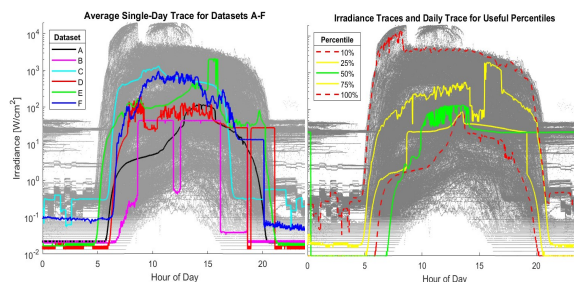 Average Single-Day Trace for Datasets A-F
Irradiance Traces and Daily Trace for Useful Percentiles
Irradiance [W/cm²]
10⁴
10³
10²
10¹
10⁰
10⁻¹
10⁻²
Dataset
A
B
C
D
E
F
0
5
10
15
20
Hour of Day
Percentile
10%
25%
50%
75%
100%
0
5
10
15
20
Hour of Day